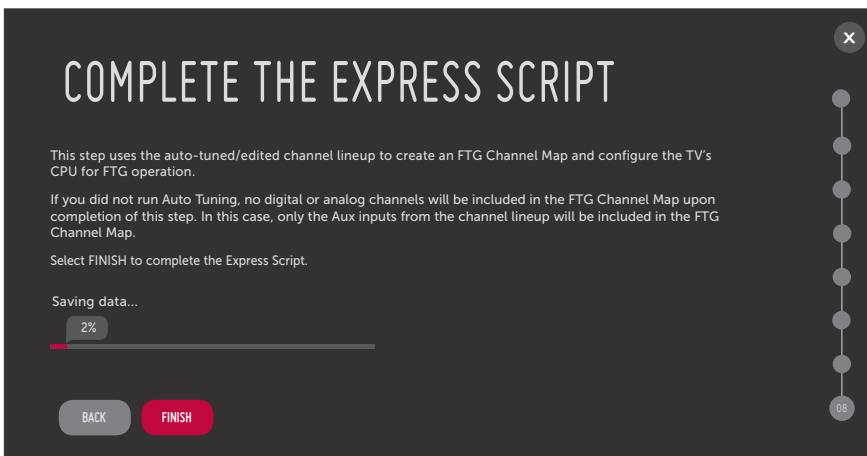 COMPLETE THE EXPRESS SCRIPT
This step uses the auto-tuned/edited channel lineup to create an FTG Channel Map and configure the TV's
CPU for FTG operation.
If you did not run Auto Tuning, no digital or analog channels will be included in the FTG Channel Map upon
completion of this step. In this case, only the Aux inputs from the channel lineup will be included in the FTG
Channel Map.
Select FINISH to complete the Express Script.
Saving data...
2%
BACK
FINISH
08